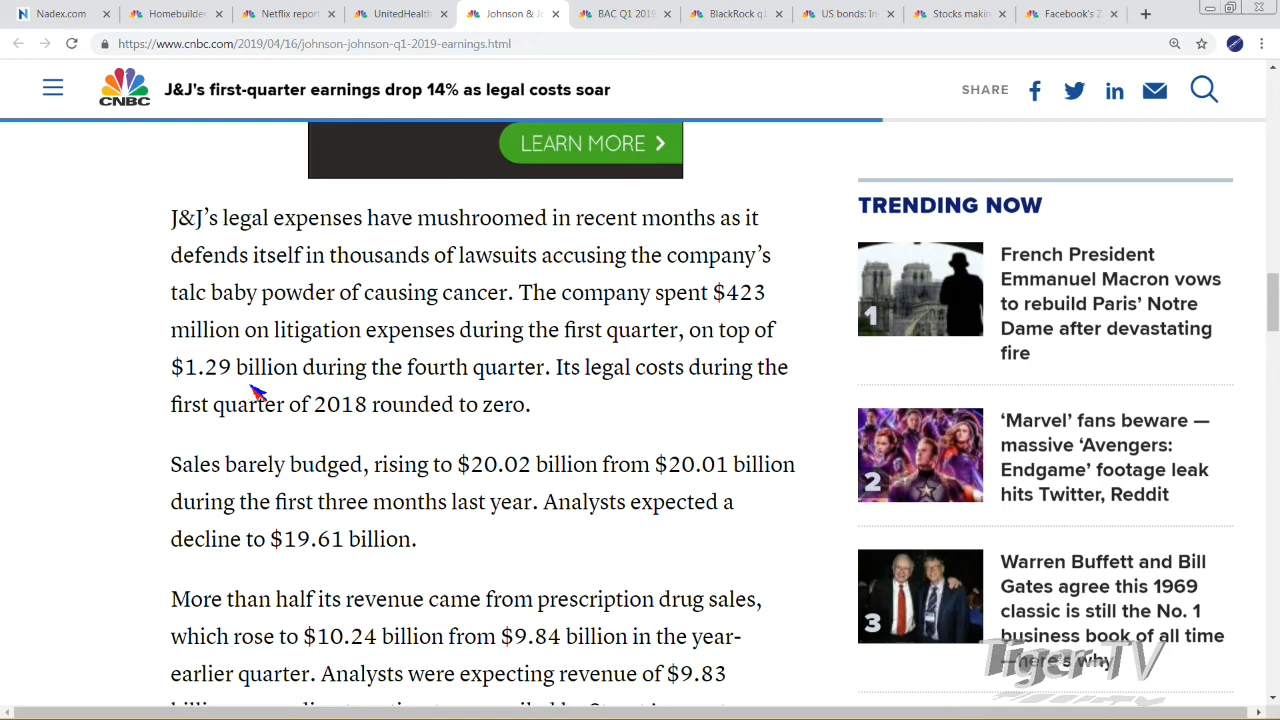 Nadex.com
Homebuilder
Netflix report
UnitedHealth
Johnson & Jo
BAC Q1 2019
BlackRock q1
US bonds: Im
Stocks makin
Facebook's Z
https://www.cnbc.com/2019/04/16/johnson-johnson-q1-2019-earnings.html
CNBC
J&J's first-quarter earnings drop 14% as legal costs soar
SHARE
LEARN MORE
J&J’s legal expenses have mushroomed in recent months as it
defends itself in thousands of lawsuits accusing the company’s
talc baby powder of causing cancer. The company spent $423
million on litigation expenses during the first quarter, on top of
$1.29 billion during the fourth quarter. Its legal costs during the
first quarter of 2018 rounded to zero.
Sales barely budged, rising to $20.02 billion from $20.01 billion
during the first three months last year. Analysts expected a
decline to $19.61 billion.
More than half its revenue came from prescription drug sales,
which rose to $10.24 billion from $9.84 billion in the year-
earlier quarter. Analysts were expecting revenue of $9.83
TRENDING NOW
1
French President
Emmanuel Macron vows
to rebuild Paris’ Notre
Dame after devastating
fire
2
‘Marvel’ fans beware —
massive ‘Avengers:
Endgame’ footage leak
hits Twitter, Reddit
3
Warren Buffett and Bill
Gates agree this 1969
classic is still the No. 1
business book of all time
—here’s why
Tiger-TV